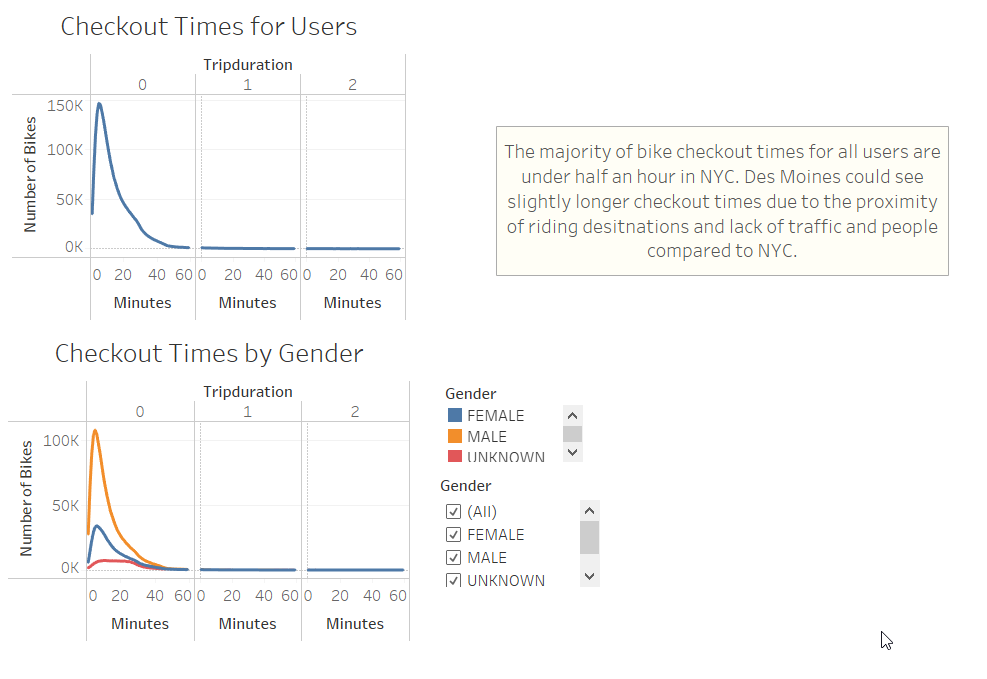 Checkout Times for Users
Tripduration
0 1 2
150K
100K
50K
0K
Number of Bikes
0 20 40 60 0 20 40 60 0 20 40 60
Minutes Minutes Minutes
The majority of bike checkout times for all users are
under half an hour in NYC. Des Moines could see
slightly longer checkout times due to the proximity
of riding desitnations and lack of traffic and people
compared to NYC.
Checkout Times by Gender
Tripduration
0 1 2
100K
50K
0K
Number of Bikes
0 20 40 60 0 20 40 60 0 20 40 60
Minutes Minutes Minutes
Gender
FEMALE
MALE
UNKNOWN
Gender
(All)
FEMALE
MALE
UNKNOWN